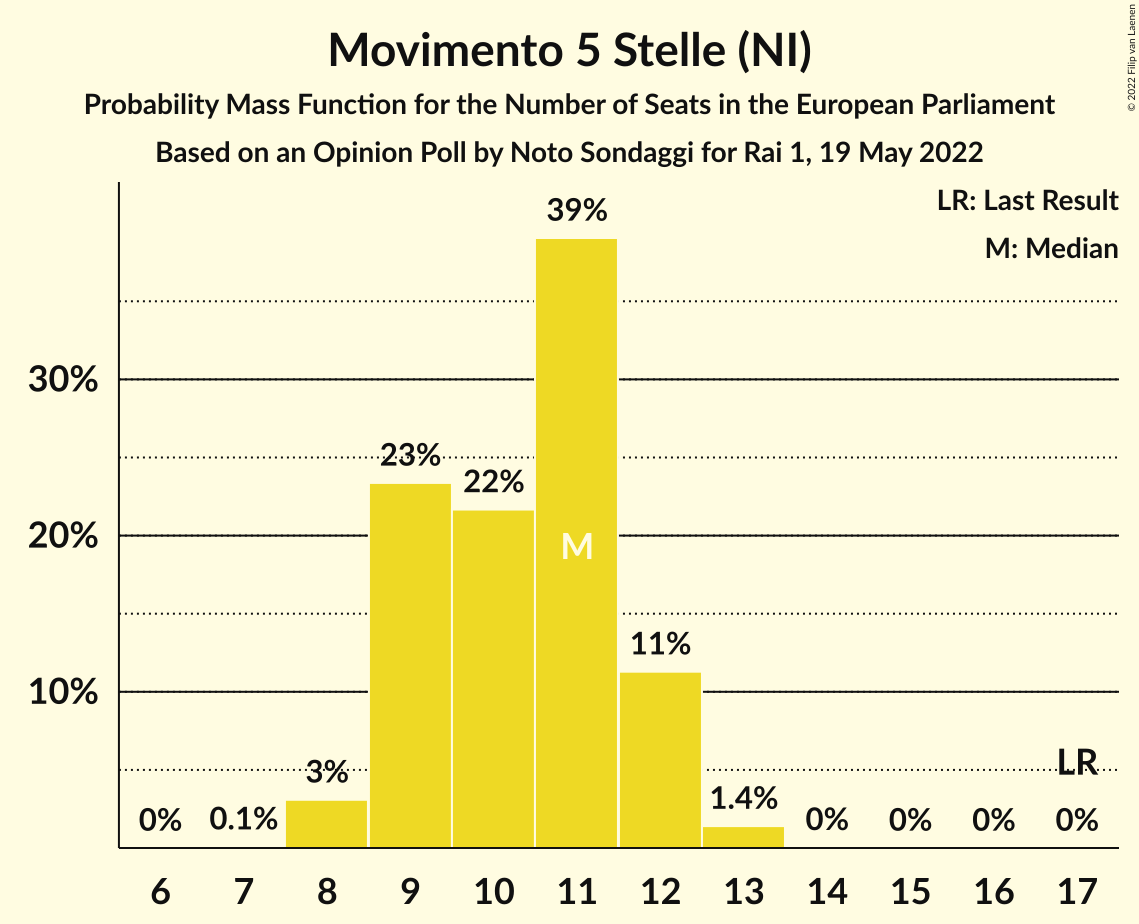 Movimento 5 Stelle (NI)
Probability Mass Function for the Number of Seats in the European Parliament
Based on an Opinion Poll by Noto Sondaggi for Rai 1, 19 May 2022
© 2022 Filip van Laenen
LR: Last Result
M: Median
39%
30%
23%
22%
20%
M
11%
10%
LR
3%
1.4%
0% 0.1% 0% 0% 0% 0%
6 7 8 9 10 11 12 13 14 15 16 17